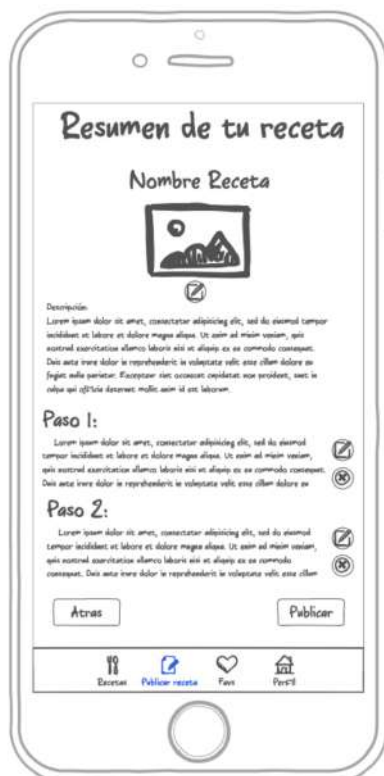 Resumen de tu receta
Nombre Receta
Descripción:
Lorem ipsum dolor sit amet, consectetur adipisicing elit, sed do eiusmod tempor
incididunt ut labore et dolore magna aliqua. Ut enim ad minim veniam, quis
nostrud exercitation ullamco laboris nisi ut aliquip ex ea commodo consequat.
Duis aute irure dolor in reprehenderit in voluptate velit esse cillum dolore eu
fugiat nulla pariatur. Excepteur sint occaecat cupidatat non proident, sunt in
culpa qui officia deserunt mollit anim id est laborum.
Paso 1:
Lorem ipsum dolor sit amet, consectetur adipisicing elit, sed do eiusmod
tempor incididunt ut labore et dolore magna aliqua. Ut enim ad minim veniam,
quis nostrud exercitation ullamco laboris nisi ut aliquip ex ea commodo consequat.
Duis aute irure dolor in reprehenderit in voluptate velit esse cillum dolore eu
Paso 2:
Lorem ipsum dolor sit amet, consectetur adipisicing elit, sed do eiusmod
tempor incididunt ut labore et dolore magna aliqua. Ut enim ad minim veniam,
quis nostrud exercitation ullamco laboris nisi ut aliquip ex ea commodo
consequat. Duis aute irure dolor in reprehenderit in voluptate velit esse cillum
Atras Publicar
Recetas Publicar receta Favs Perfil